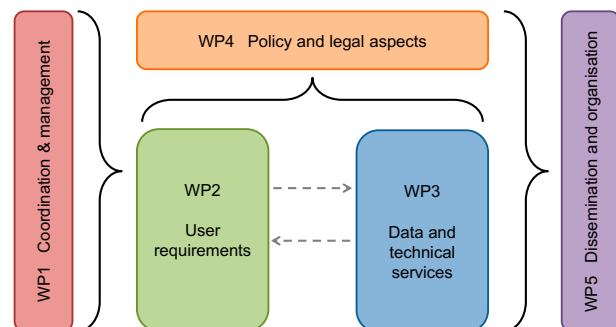 WP1 Coordination & management
WP4 Policy and legal aspects
WP2
User
requirements
WP3
Data and
technical
services
WP5 Dissemination and organisation